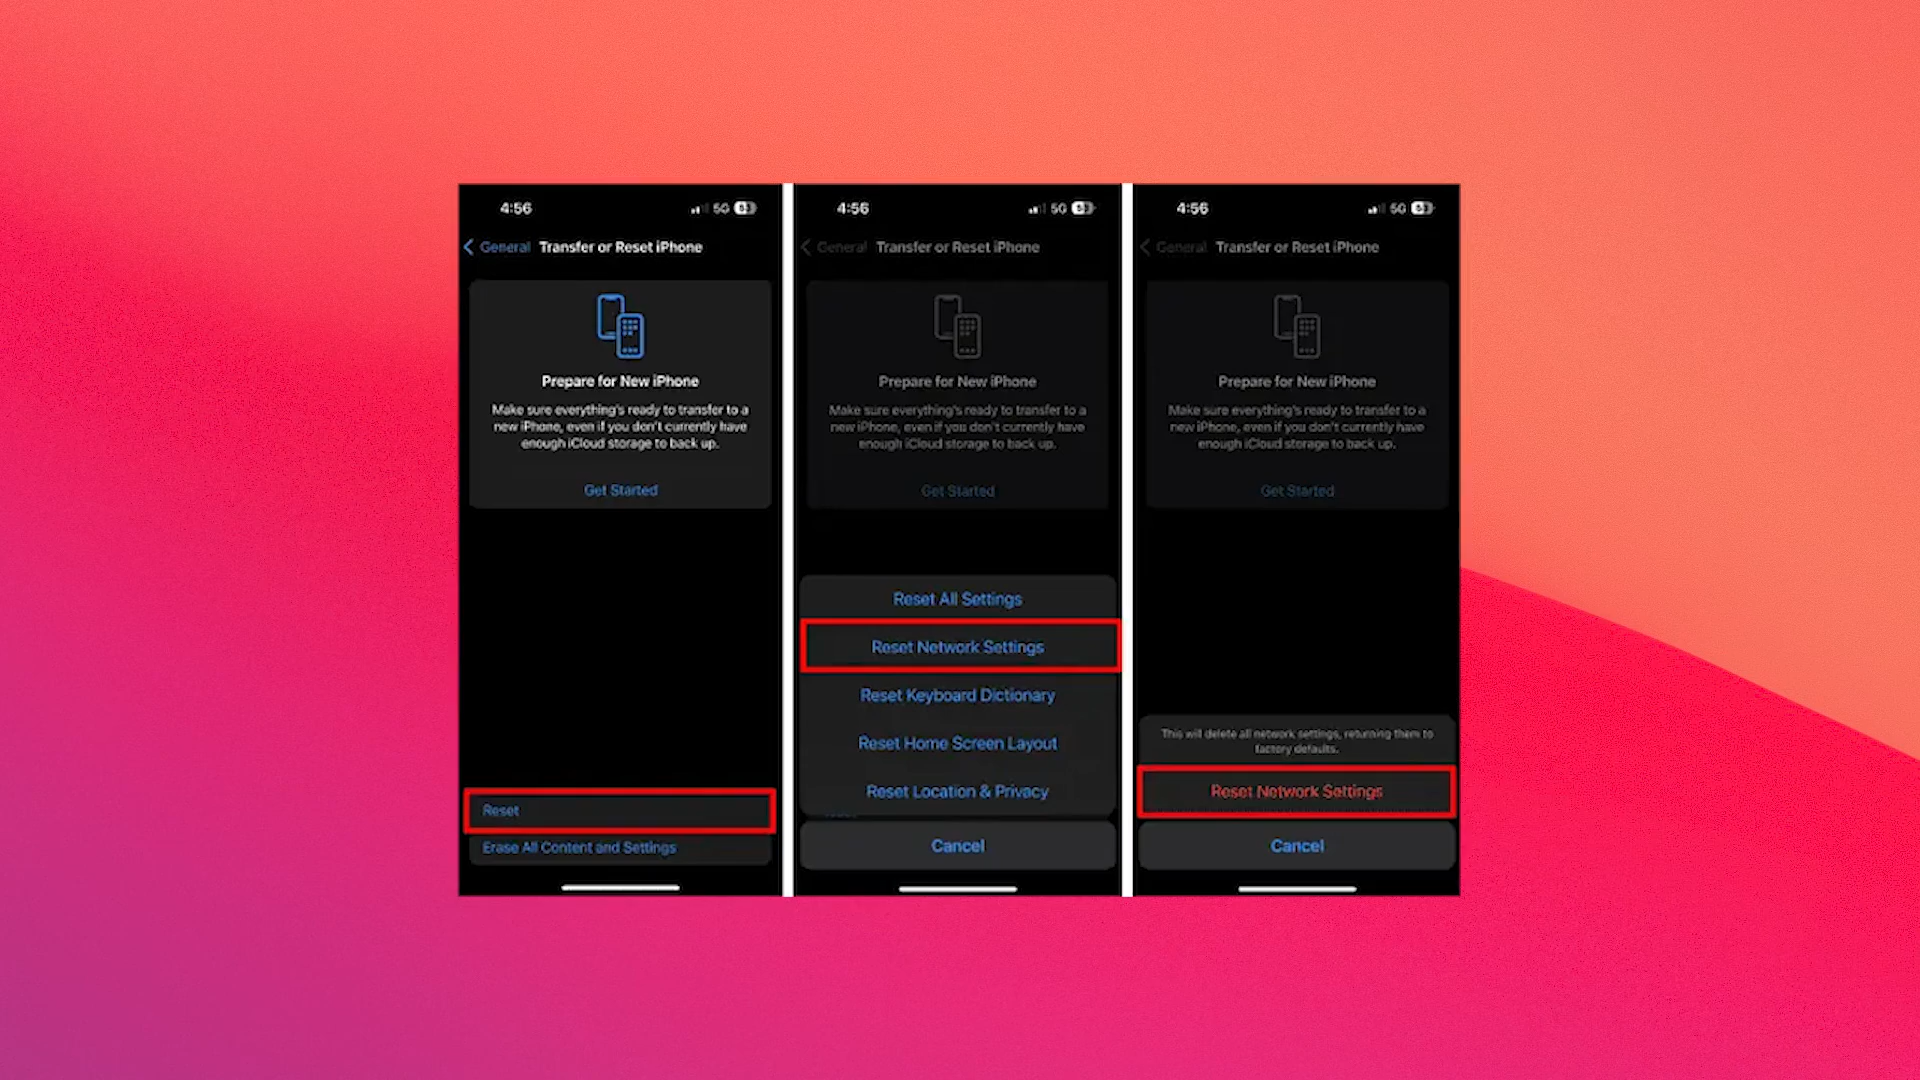 4:56
5G
General Transfer or Reset iPhone
Prepare for New iPhone
Make sure everything's ready to transfer to a
new iPhone, even if you don't currently have
enough iCloud storage to back up.
Get Started
Reset
Erase All Content and Settings
4:56
5G
General Transfer or Reset iPhone
Prepare for New iPhone
Make sure everything's ready to transfer to a
new iPhone, even if you don't currently have
enough iCloud storage to back up.
Get Started
Reset All Settings
Reset Network Settings
Reset Keyboard Dictionary
Reset Home Screen Layout
Reset Location & Privacy
Cancel
4:56
5G
General Transfer or Reset iPhone
Prepare for New iPhone
Make sure everything's ready to transfer to a
new iPhone, even if you don't currently have
enough iCloud storage to back up.
Get Started
This will delete all network settings, returning them to
factory defaults.
Reset Network Settings
Cancel